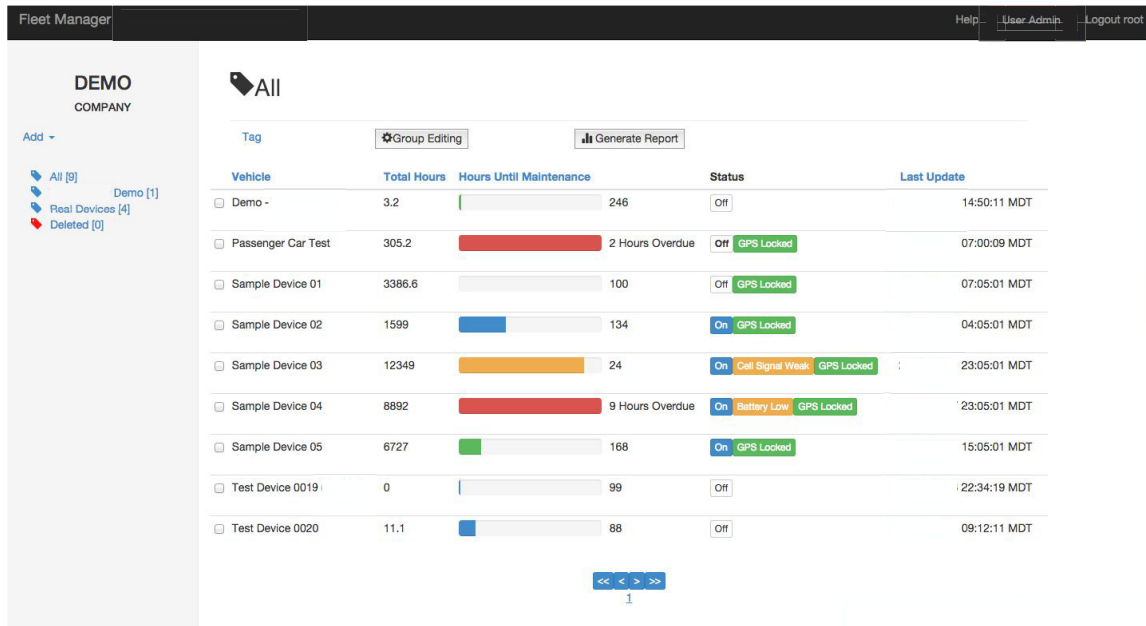 Fleet Manager Help User Admin Logout root
DEMO
COMPANY
Add
All [9]
Demo [1]
Real Devices [4]
Deleted [0]
All
Tag Group Editing Generate Report
Vehicle Total Hours Hours Until Maintenance Status Last Update
Demo - 3.2 246 Off 14:50:11 MDT
Passenger Car Test 305.2 2 Hours Overdue Off GPS Locked 07:00:09 MDT
Sample Device 01 3386.6 100 Off GPS Locked 07:05:01 MDT
Sample Device 02 1599 134 On GPS Locked 04:05:01 MDT
Sample Device 03 12349 24 On Cell Signal Weak GPS Locked 23:05:01 MDT
Sample Device 04 8892 9 Hours Overdue On Battery Low GPS Locked 23:05:01 MDT
Sample Device 05 6727 168 On GPS Locked 15:05:01 MDT
Test Device 0019 0 99 Off 22:34:19 MDT
Test Device 0020 11.1 88 Off 09:12:11 MDT
<< < > >>
1